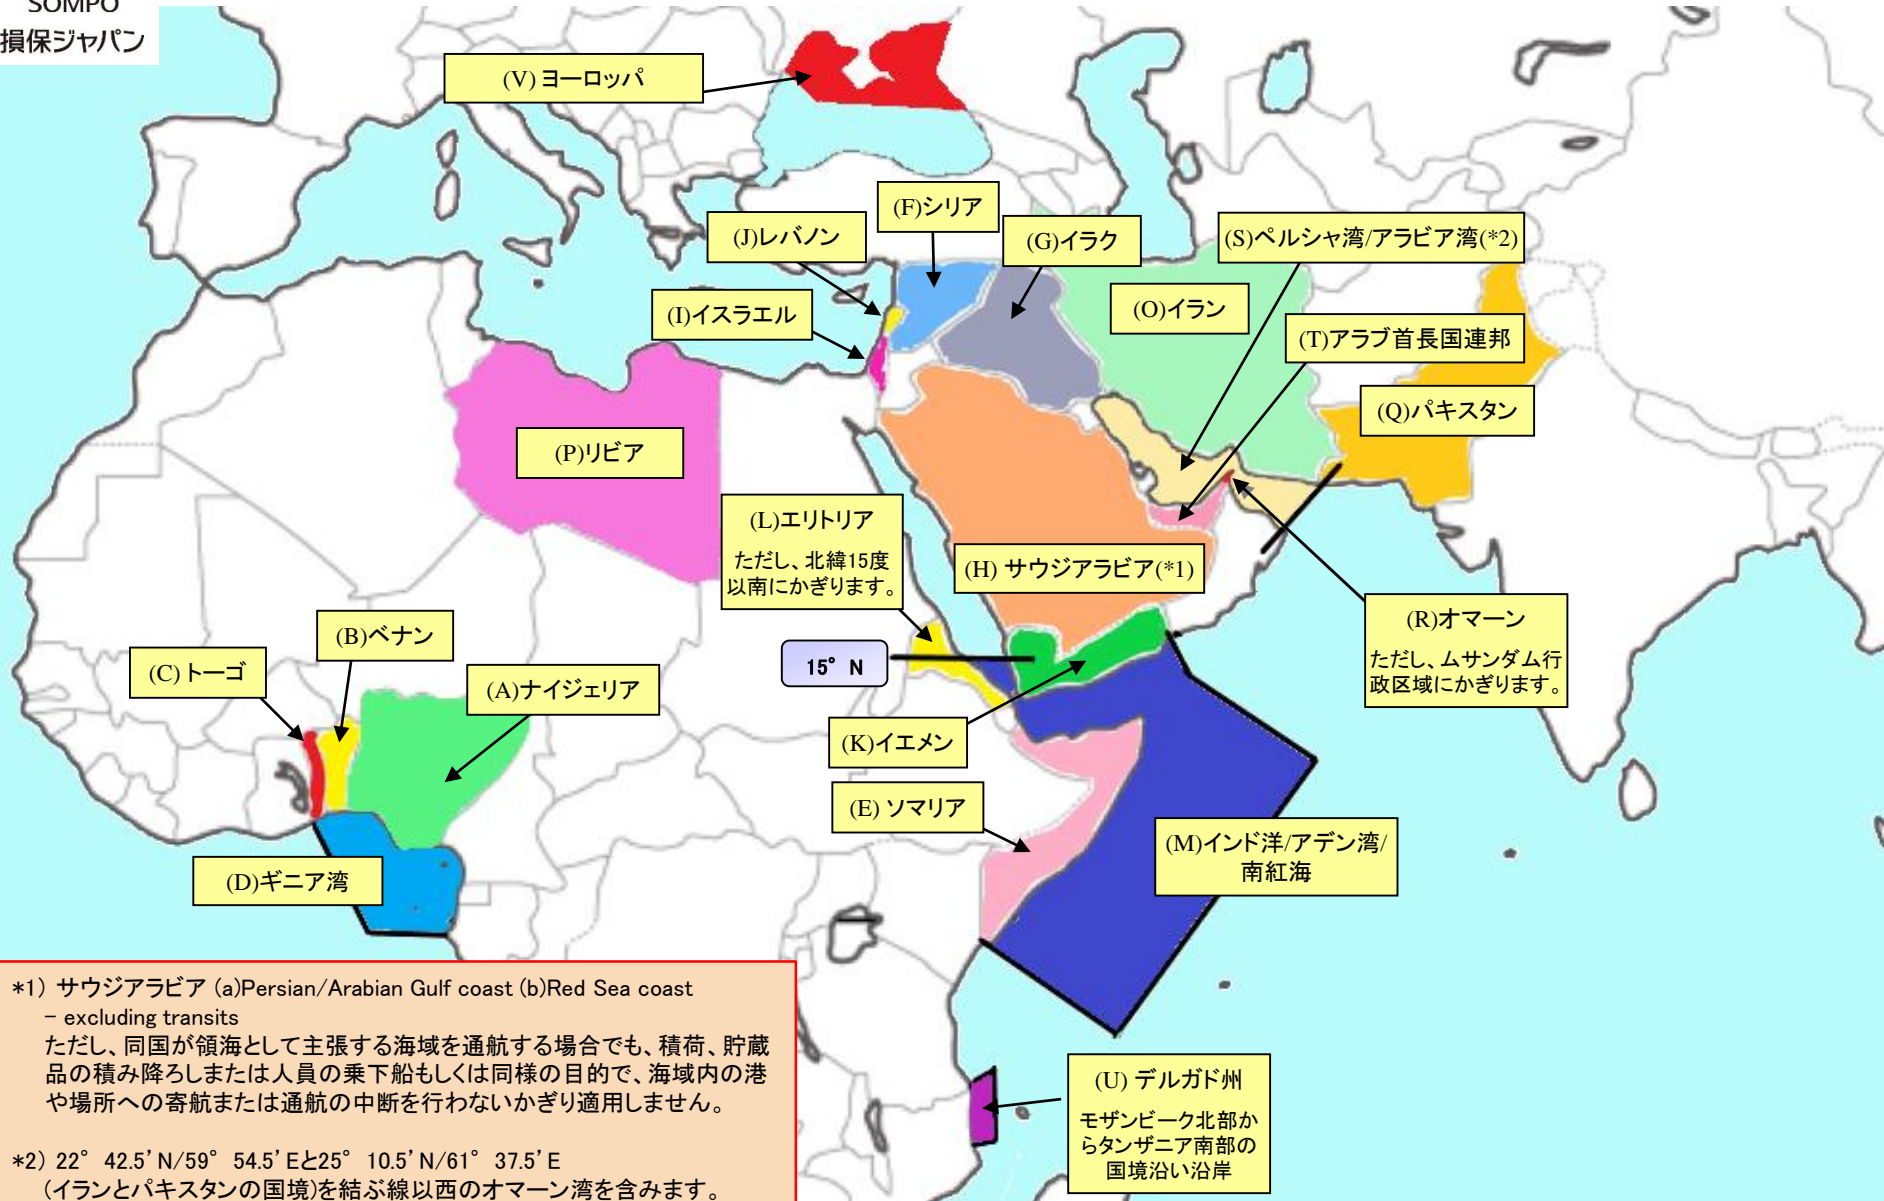 SOMPO
損保ジャパン
(V) ヨーロッパ
(F)シリア
(J)レバノン
(G)イラク
(S)ペルシャ湾/アラビア湾(*2)
(I)イスラエル
(O)イラン
(T)アラブ首長国連邦
(Q)パキスタン
(P)リビア
(L)エリトリア
ただし、北緯15度
以南にかぎります。
(H) サウジアラビア(*1)
(R)オマーン
ただし、ムサンダム行
政区域にかぎります。
(B)ベナン
(C) トーゴ
15° N
(A)ナイジェリア
(K)イエメン
(E) ソマリア
(M)インド洋/アデン湾/
南紅海
(D)ギニア湾
*1) サウジアラビア (a)Persian/Arabian Gulf coast (b)Red Sea coast
- excluding transits
ただし、同国が領海として主張する海域を通航する場合でも、積荷、貯蔵
品の積み降ろしまたは人員の乗下船もしくは同様の目的で、海域内の港
や場所への寄航または通航の中断を行わないかぎり適用しません。
*2) 22° 42.5’N/59° 54.5’Eと25° 10.5’N/61° 37.5’E
(イランとパキスタンの国境)を結ぶ線以西のオマーン湾を含みます。
(U) デルガド州
モザンビーク北部か
らタンザニア南部の
国境沿い沿岸